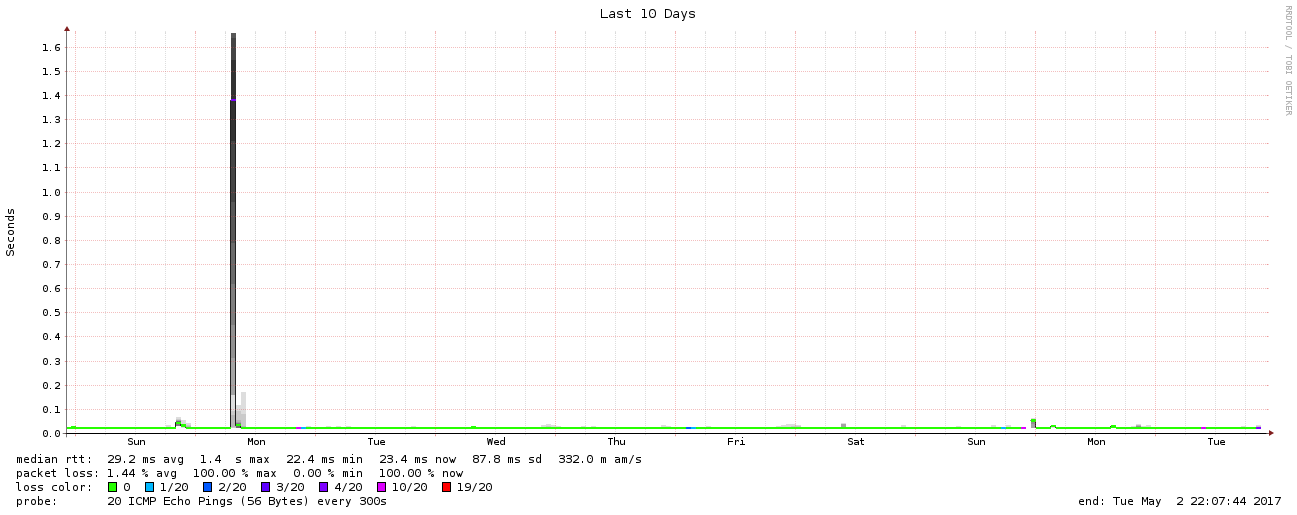 Last 10 Days
RRDTOOL / TOBI OETIKER
Seconds
1.6
1.5
1.4
1.3
1.2
1.1
1.0
0.9
0.8
0.7
0.6
0.5
0.4
0.3
0.2
0.1
0.0
Sun Mon Tue Wed Thu Fri Sat Sun Mon Tue
median rtt: 29.2 ms avg 1.4 s max 22.4 ms min 23.4 ms now 87.8 ms sd 332.0 m am/s
packet loss: 1.44 % avg 100.00 % max 0.00 % min 100.00 % now
loss color: 0 1/20 2/20 3/20 4/20 10/20 19/20
probe: 20 ICMP Echo Pings (56 Bytes) every 300s end: Tue May 2 22:07:44 2017